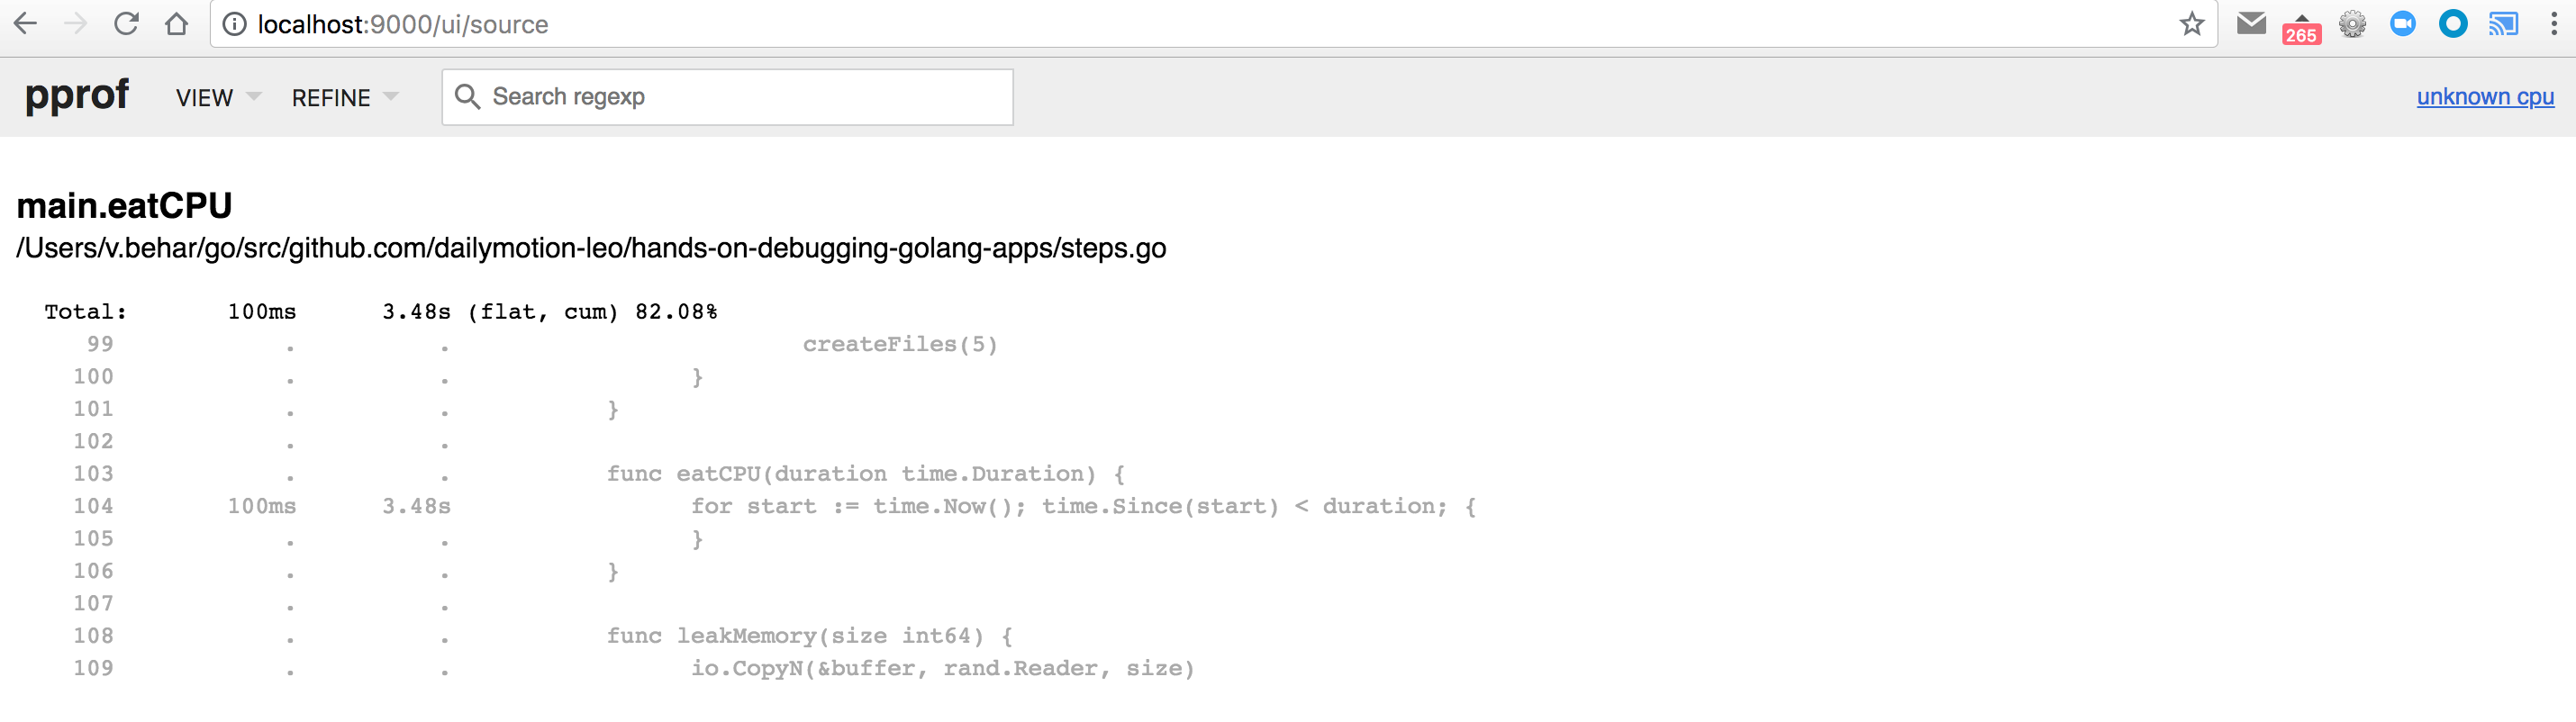 localhost:9000/ui/source
265
pprof VIEW REFINE Search regexp unknown cpu
main.eatCPU
/Users/v.behar/go/src/github.com/dailymotion-leo/hands-on-debugging-golang-apps/steps.go
Total: 100ms 3.48s (flat, cum) 82.08%
99 . . createFiles(5)
100 . . }
101 . . }
102 . .
103 . . func eatCPU(duration time.Duration) {
104 100ms 3.48s for start := time.Now(); time.Since(start) < duration; {
105 . . }
106 . . }
107 . .
108 . . func leakMemory(size int64) {
109 . . io.CopyN(&buffer, rand.Reader, size)